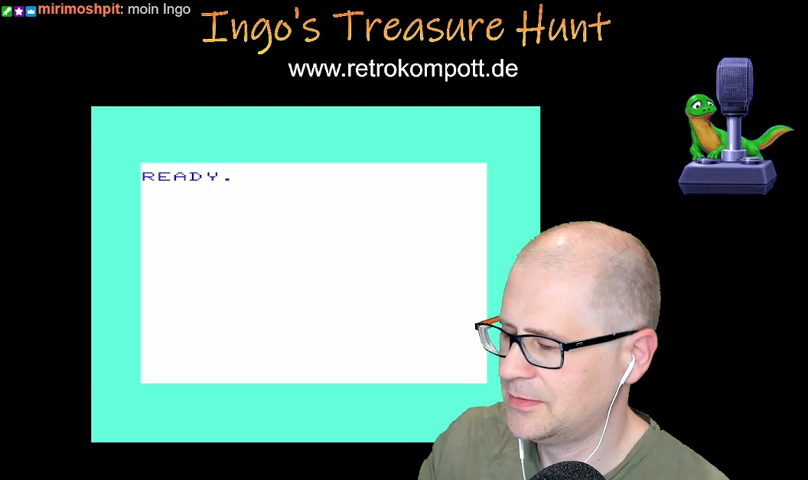 mirimoshpit: moin Ingo
Ingo's Treasure Hunt
www.retrokompott.de
READY.